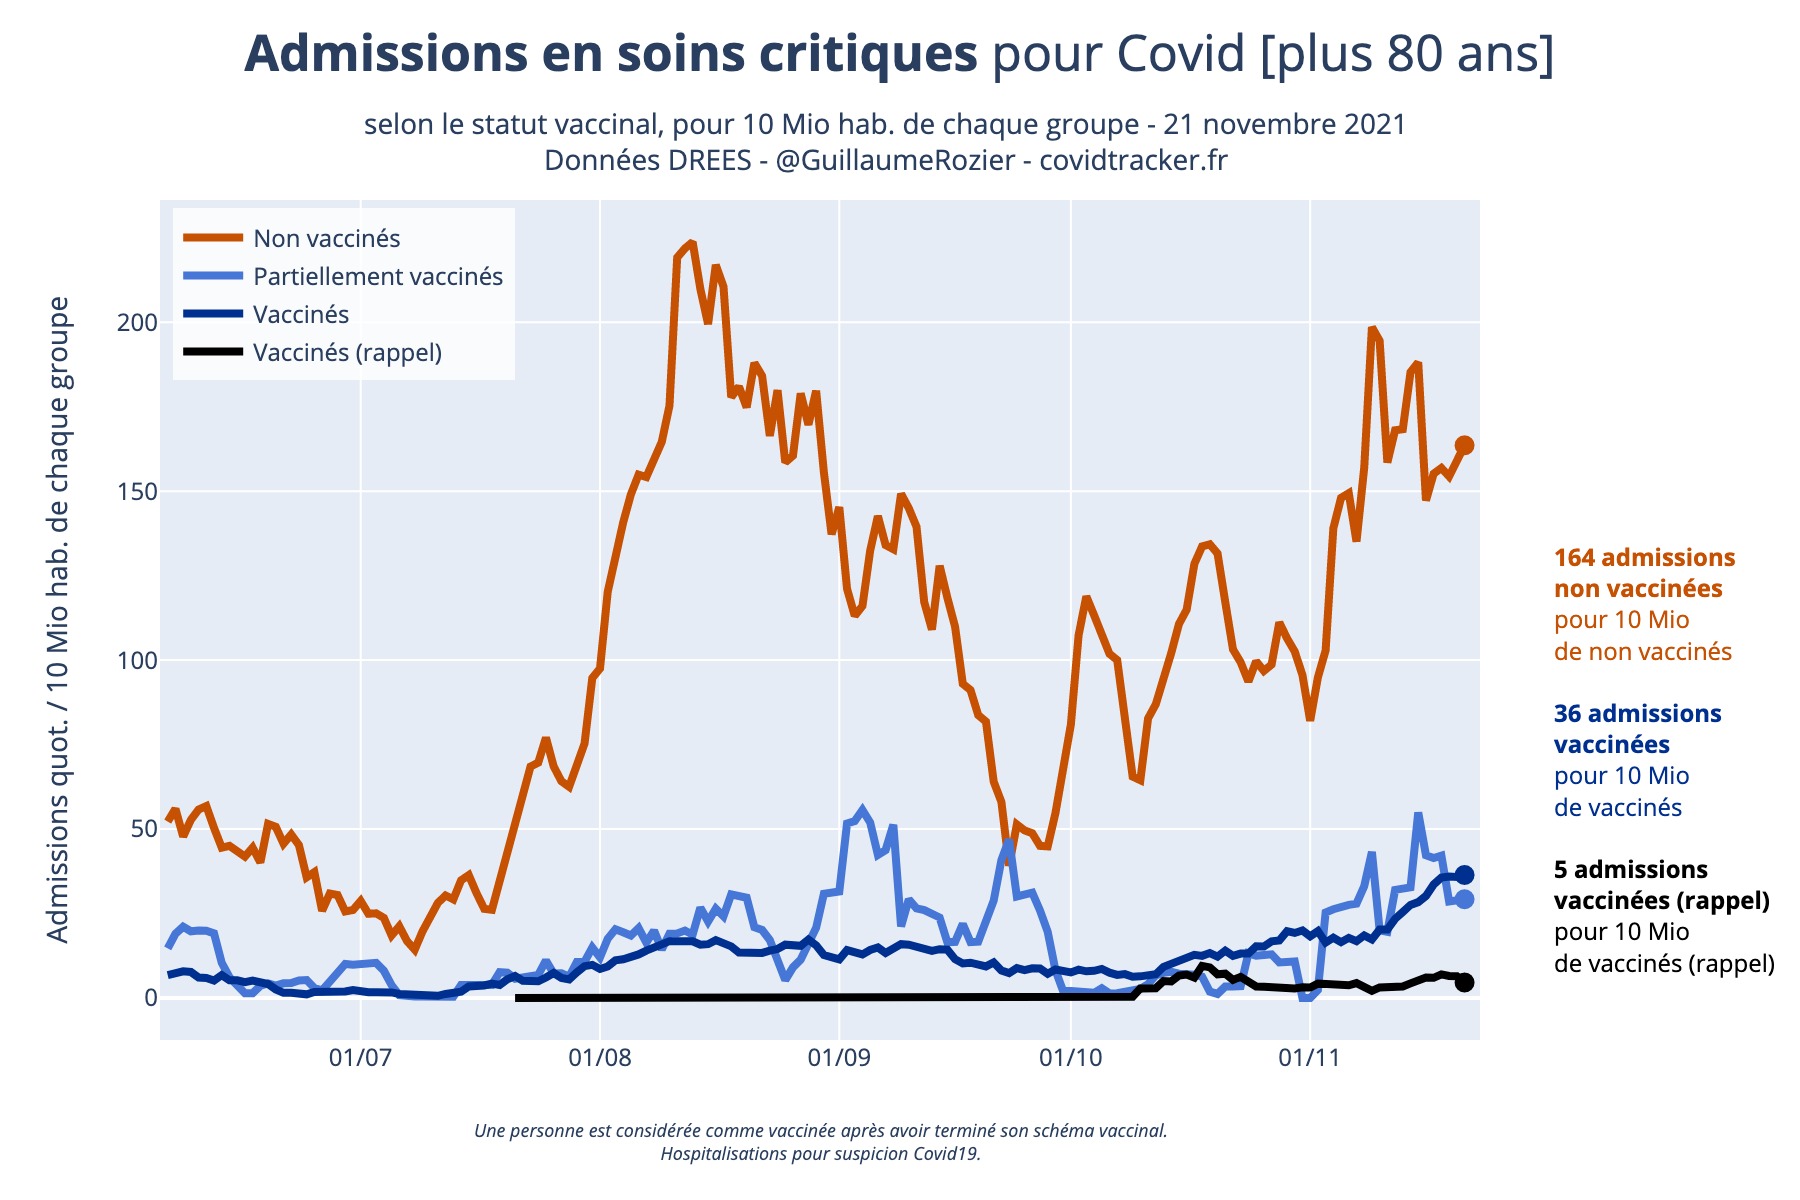 Admissions en soins critiques pour Covid [plus 80 ans]
selon le statut vaccinal, pour 10 Mio hab. de chaque groupe - 21 novembre 2021
Données DREES - @GuillaumeRozier - covidtracker.fr
Non vaccinés
Partiellement vaccinés
Vaccinés
Vaccinés (rappel)
Admissions quot. / 10 Mio hab. de chaque groupe
200
150
100
50
0
01/07
01/08
01/09
01/10
01/11
164 admissions
non vaccinées
pour 10 Mio
de non vaccinés
36 admissions
vaccinées
pour 10 Mio
de vaccinés
5 admissions
vaccinées (rappel)
pour 10 Mio
de vaccinés (rappel)
Une personne est considérée comme vaccinée après avoir terminé son schéma vaccinal.
Hospitalisations pour suspicion Covid19.